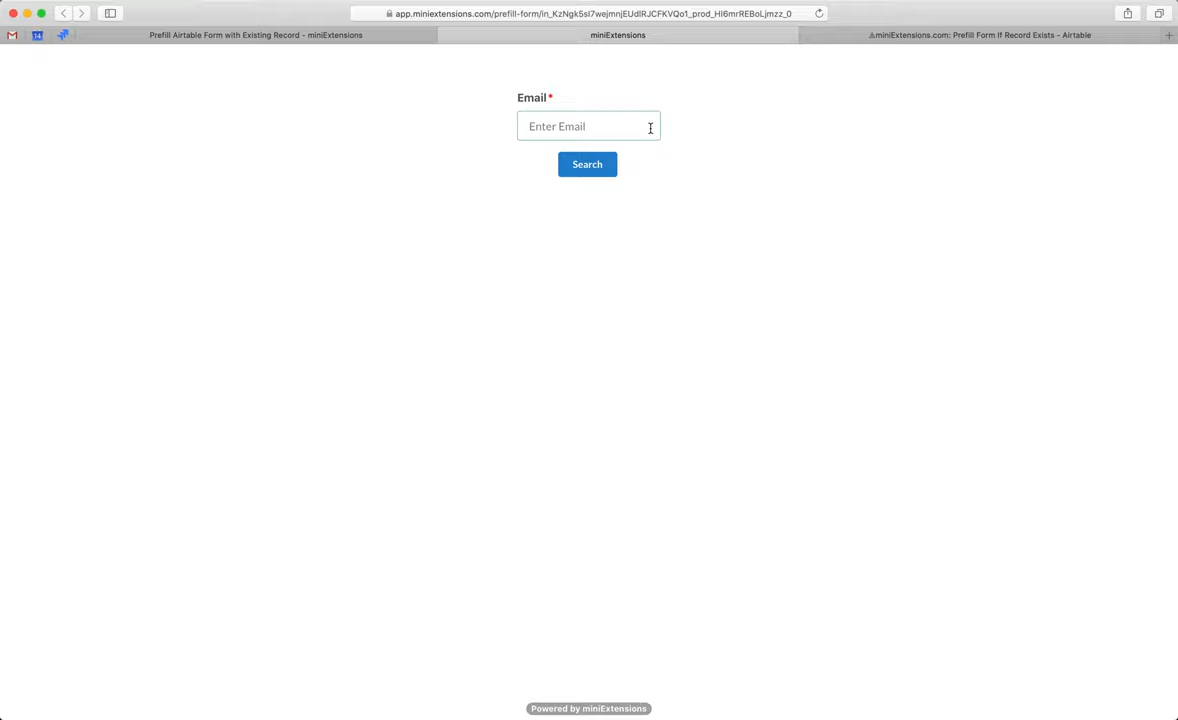 app.miniextensions.com/prefill-form/in_KzNgk5sI7wejmnjEUdlRJCFKVQo1_prod_HI6mrREBoLjmzz_0
14
Prefill Airtable Form with Existing Record - miniExtensions
miniExtensions
miniExtensions.com: Prefill Form If Record Exists - Airtable
Email*
Enter Email
Search
Powered by miniExtensions